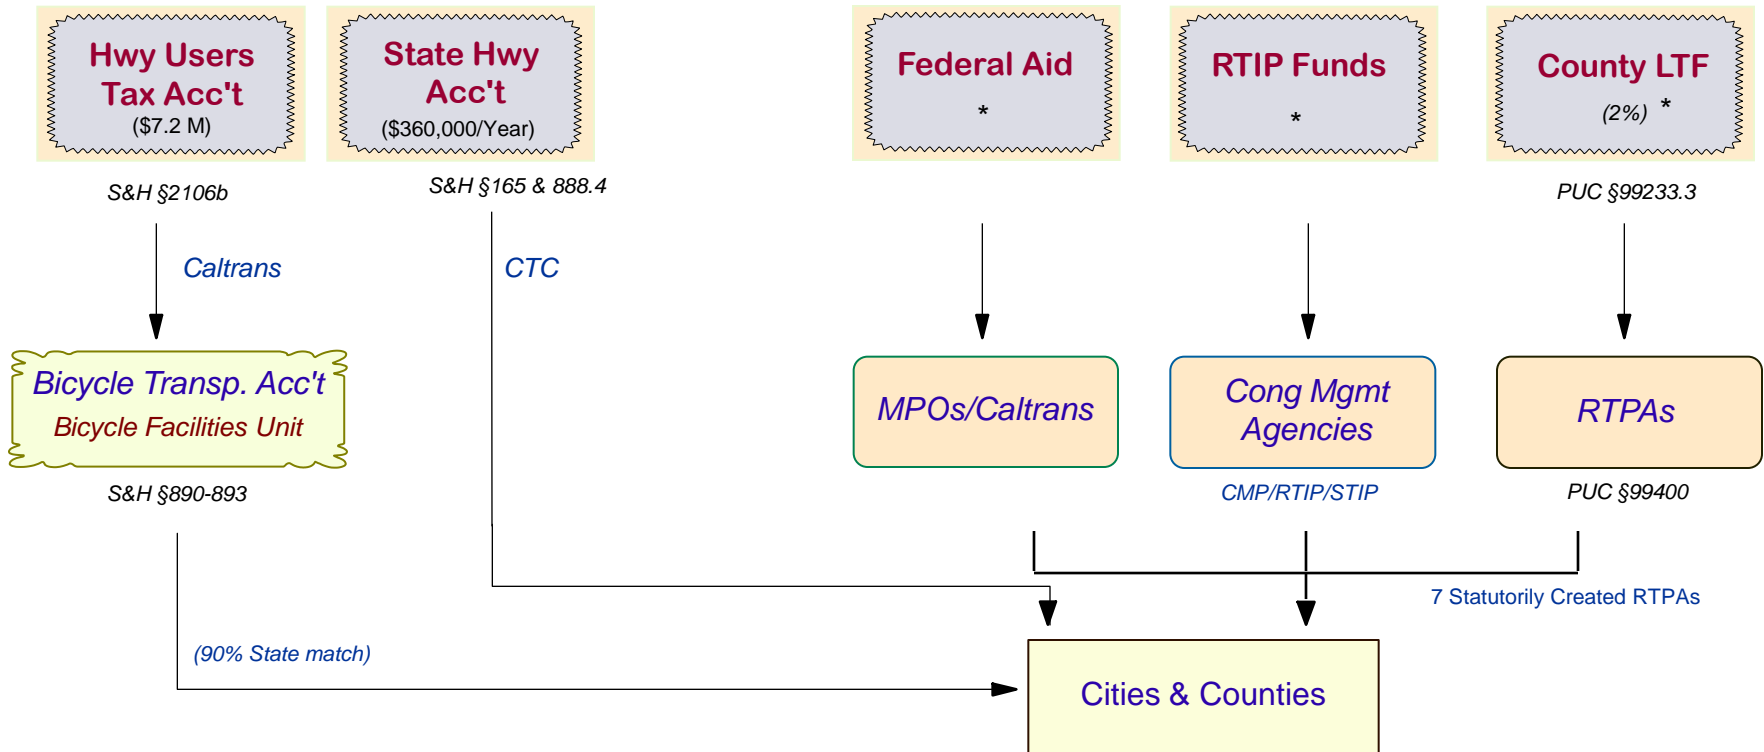 Hwy Users
Tax Acc't
($7.2 M)
State Hwy
Acc't
($360,000/Year)
Federal Aid
*
RTIP Funds
*
County LTF
(2%) *
S&H §2106b
S&H §165 & 888.4
PUC §99233.3
Caltrans
CTC
Bicycle Transp. Acc't
Bicycle Facilities Unit
MPOs/Caltrans
Cong Mgmt
Agencies
RTPAs
S&H §890-893
CMP/RTIP/STIP
PUC §99400
7 Statutorily Created RTPAs
(90% State match)
Cities & Counties